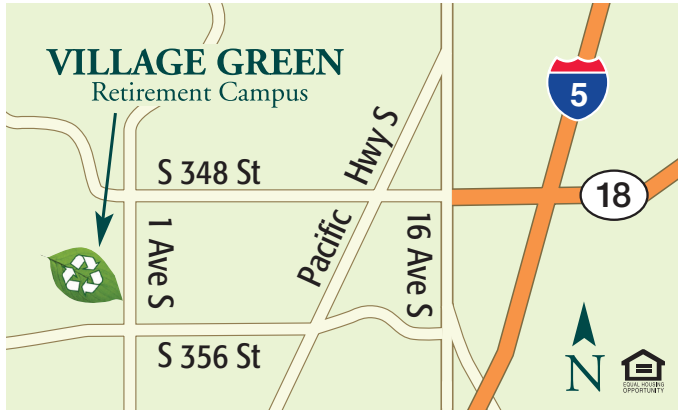 VILLAGE GREEN
Retirement Campus
5
S 348 St
Pacific Hwy S
18
1 Ave S
16 Ave S
S 356 St
N
EQUAL HOUSING
OPPORTUNITY